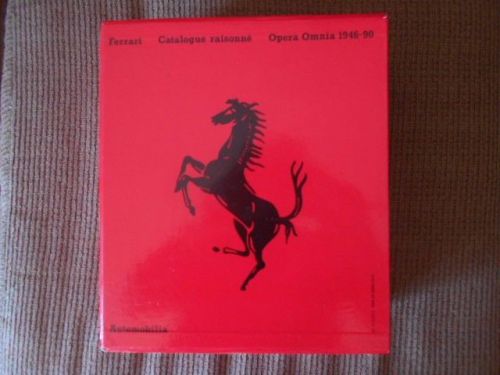 Ferrari Catalogue raisonné Opera Omnia 1946-90
Automobilia